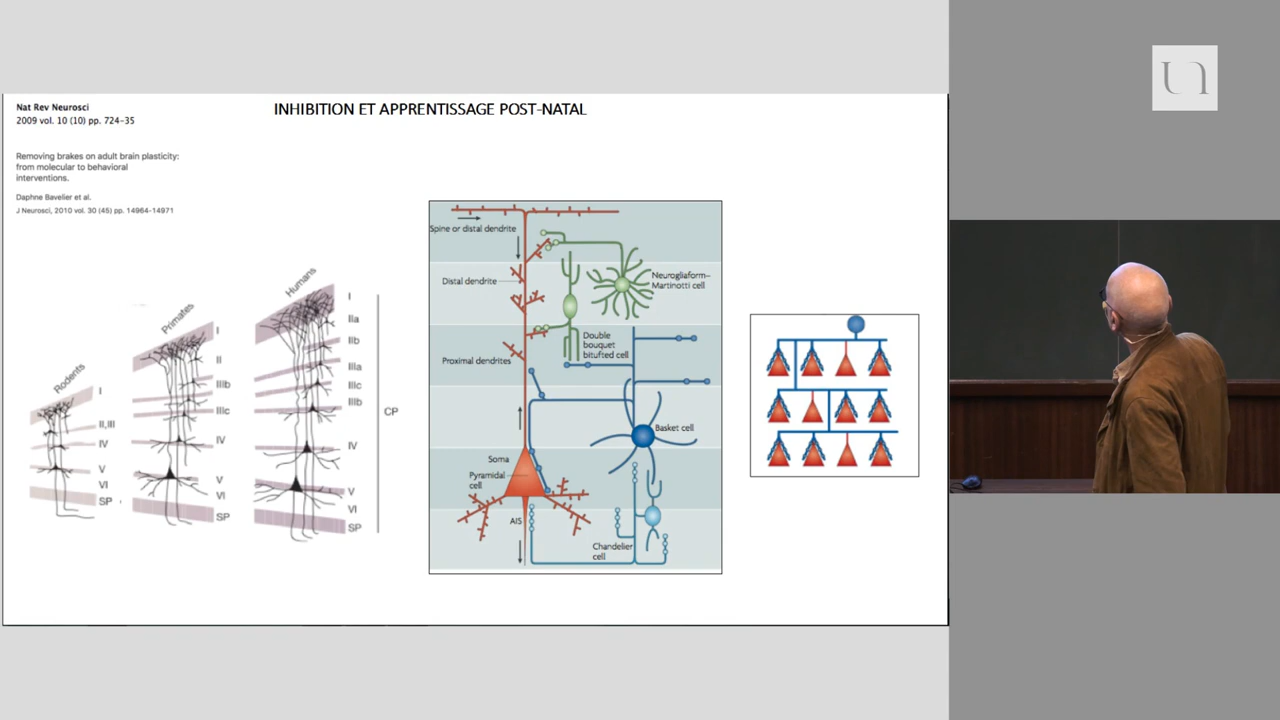 Nat Rev Neurosci
2009 vol. 10 (10) pp. 724-35
INHIBITION ET APPRENTISSAGE POST-NATAL
Removing brakes on adult brain plasticity:
from molecular to behavioral
interventions.
Daphne Bavelier et al.
J Neurosci, 2010 vol. 30 (45) pp. 14964-14971
Rodents
I
II,III
IV
V
VI
SP
Primates
I
II
IIIb
IIIc
IV
V
VI
SP
Humans
I
IIa
IIb
IIIa
IIIc
IIIb
IV
V
VI
SP
CP
Spine or distal dendrite
Distal dendrite
Neurogliaform–
Martinotti cell
Double
bouquet
bitufted cell
Proximal dendrites
Basket cell
Soma
Pyramidal
cell
AIS
Chandelier
cell